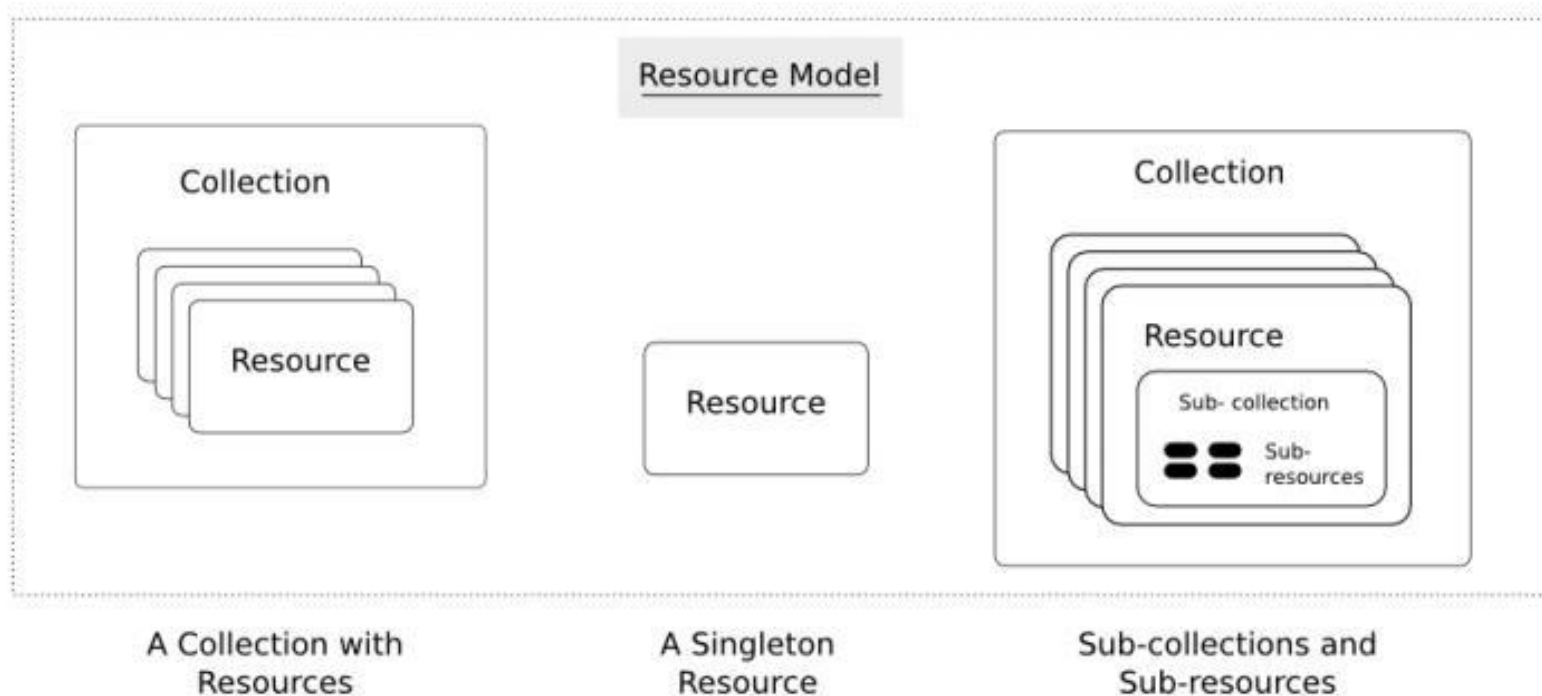 Resource Model
Collection
Resource
Resource
Collection
Resource
Sub- collection
Sub-
resources
A Collection with
Resources
A Singleton
Resource
Sub-collections and
Sub-resources